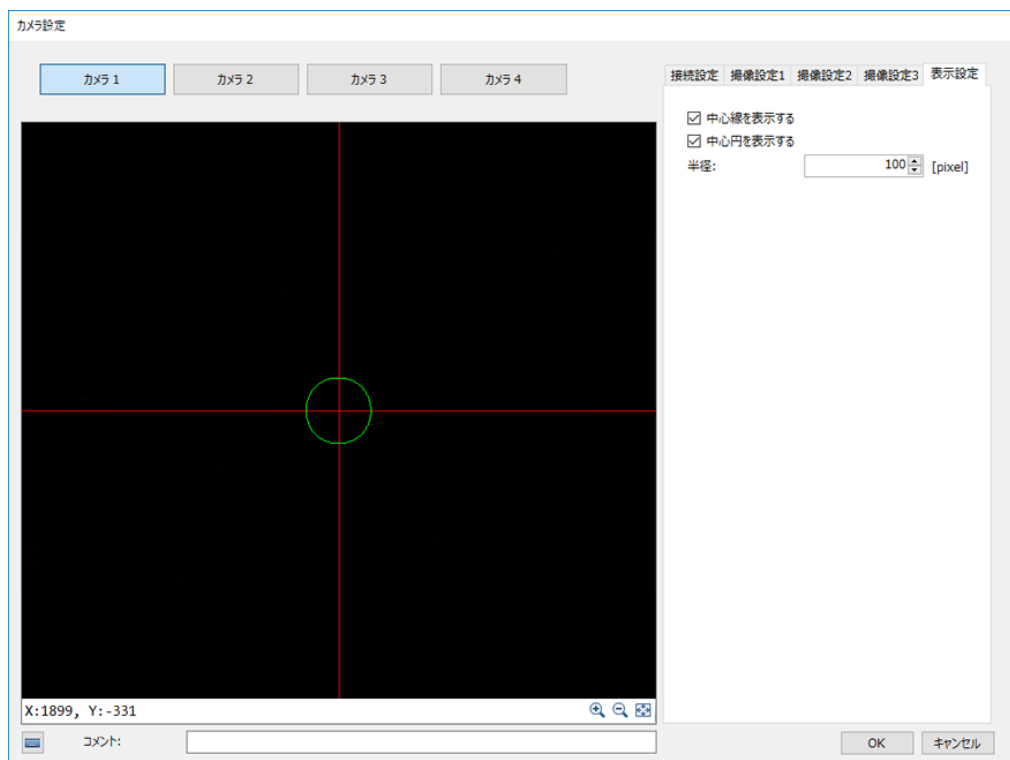 カメラ設定
カメラ 1 カメラ 2 カメラ 3 カメラ 4
接続設定 撮像設定1 撮像設定2 撮像設定3 表示設定
中心線を表示する
中心円を表示する
半径: 100 [pixel]
X:1899, Y:-331
コメント:
OK キャンセル